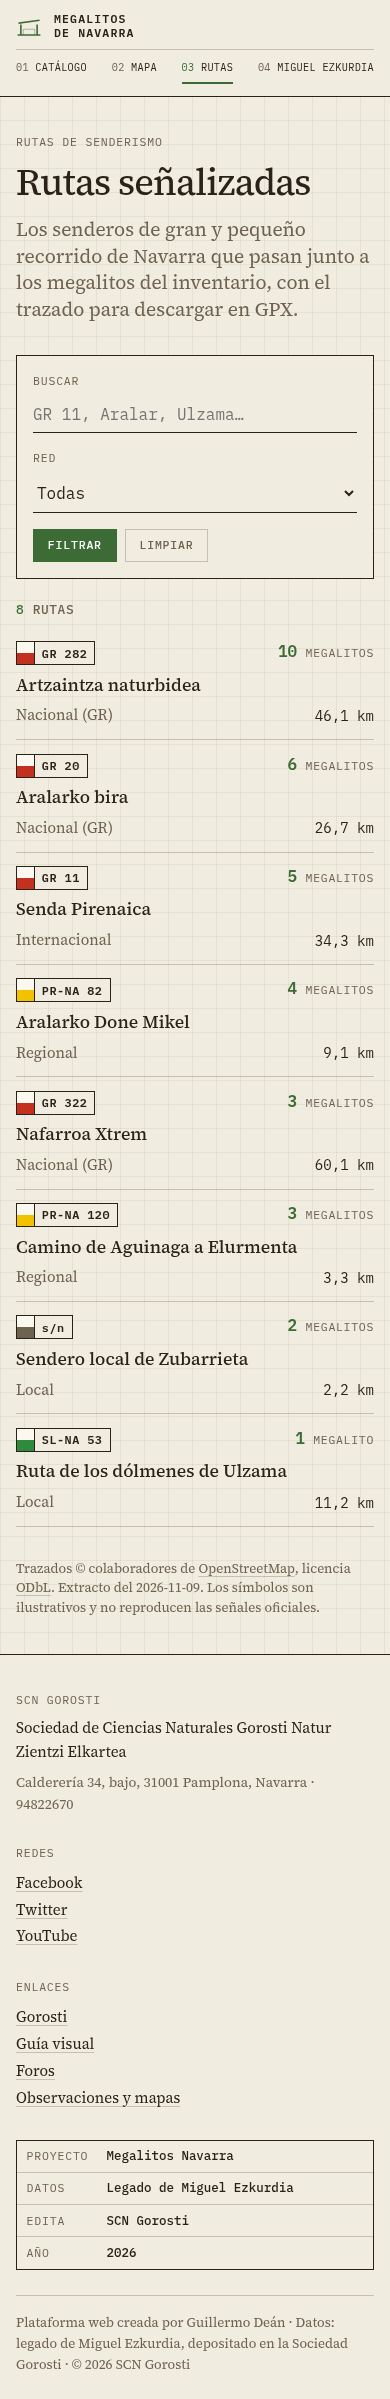 MEGALITOS
DE NAVARRA
01 CATÁLOGO 02 MAPA 03 RUTAS 04 MIGUEL EZKURDIA
RUTAS DE SENDERISMO
Rutas señalizadas
Los senderos de gran y pequeño
recorrido de Navarra que pasan junto a
los megalitos del inventario, con el
trazado para descargar en GPX.
BUSCAR
GR 11, Aralar, Ulzama…
RED
Todas
FILTRAR LIMPIAR
8 RUTAS
GR 282 10 MEGALITOS
Artzaintza naturbidea
Nacional (GR) 46,1 km
GR 20 6 MEGALITOS
Aralarko bira
Nacional (GR) 26,7 km
GR 11 5 MEGALITOS
Senda Pirenaica
Internacional 34,3 km
PR-NA 82 4 MEGALITOS
Aralarko Done Mikel
Regional 9,1 km
GR 322 3 MEGALITOS
Nafarroa Xtrem
Nacional (GR) 60,1 km
PR-NA 120 3 MEGALITOS
Camino de Aguinaga a Elurmenta
Regional 3,3 km
s/n 2 MEGALITOS
Sendero local de Zubarrieta
Local 2,2 km
SL-NA 53 1 MEGALITO
Ruta de los dólmenes de Ulzama
Local 11,2 km
Trazados © colaboradores de OpenStreetMap, licencia
ODbL. Extracto del 2026-11-09. Los símbolos son
ilustrativos y no reproducen las señales oficiales.
SCN GOROSTI
Sociedad de Ciencias Naturales Gorosti Natur
Zientzi Elkartea
Calderería 34, bajo, 31001 Pamplona, Navarra ·
94822670
REDES
Facebook
Twitter
YouTube
ENLACES
Gorosti
Guía visual
Foros
Observaciones y mapas
PROYECTO Megalitos Navarra
DATOS Legado de Miguel Ezkurdia
EDITA SCN Gorosti
AÑO 2026
Plataforma web creada por Guillermo Deán · Datos:
legado de Miguel Ezkurdia, depositado en la Sociedad
Gorosti · © 2026 SCN Gorosti